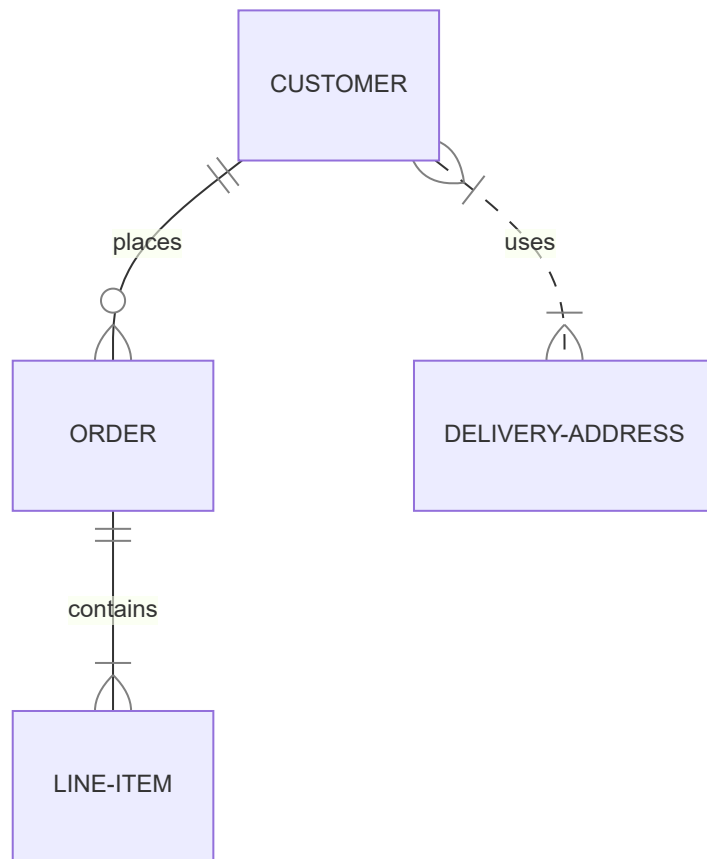 CUSTOMER
places
uses
ORDER
DELIVERY-ADDRESS
contains
LINE-ITEM